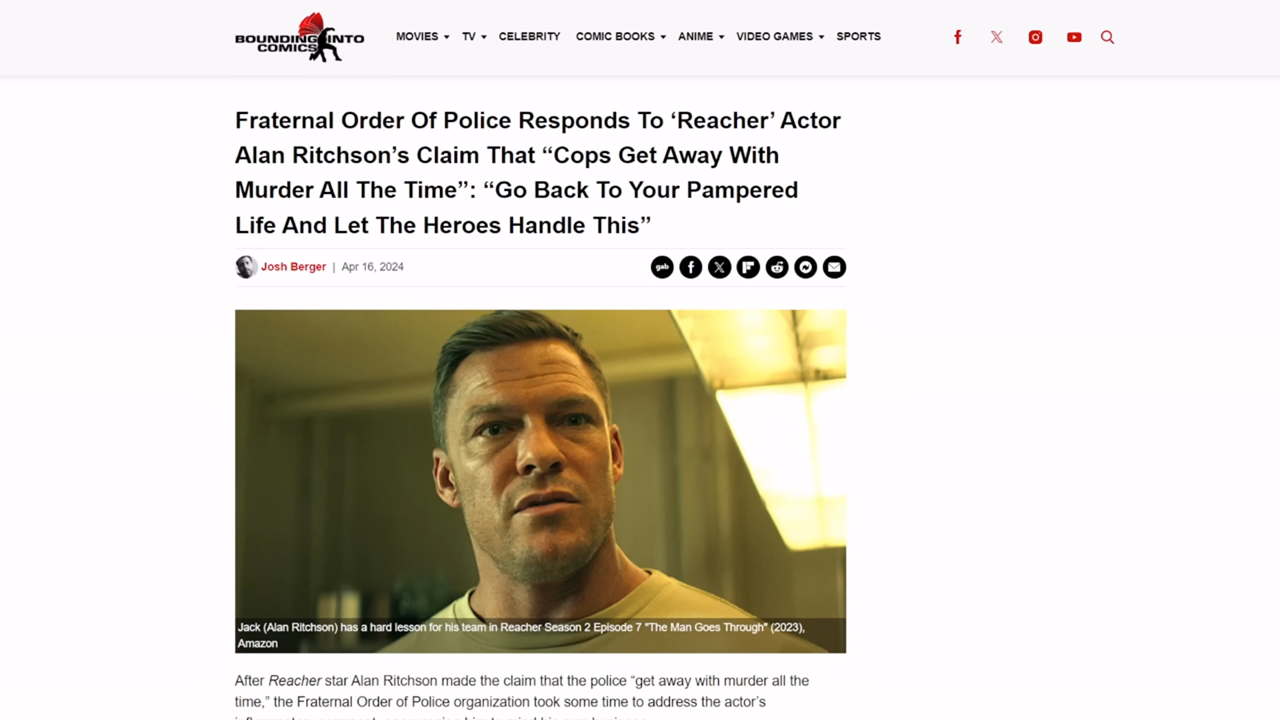 BOUNDING INTO
COMICS
MOVIES TV CELEBRITY COMIC BOOKS ANIME VIDEO GAMES SPORTS
Fraternal Order Of Police Responds To ‘Reacher’ Actor
Alan Ritchson’s Claim That “Cops Get Away With
Murder All The Time”: “Go Back To Your Pampered
Life And Let The Heroes Handle This”
Josh Berger | Apr 16, 2024
gab
Jack (Alan Ritchson) has a hard lesson for his team in Reacher Season 2 Episode 7 "The Man Goes Through" (2023),
Amazon
After Reacher star Alan Ritchson made the claim that the police “get away with murder all the
time,” the Fraternal Order of Police organization took some time to address the actor’s